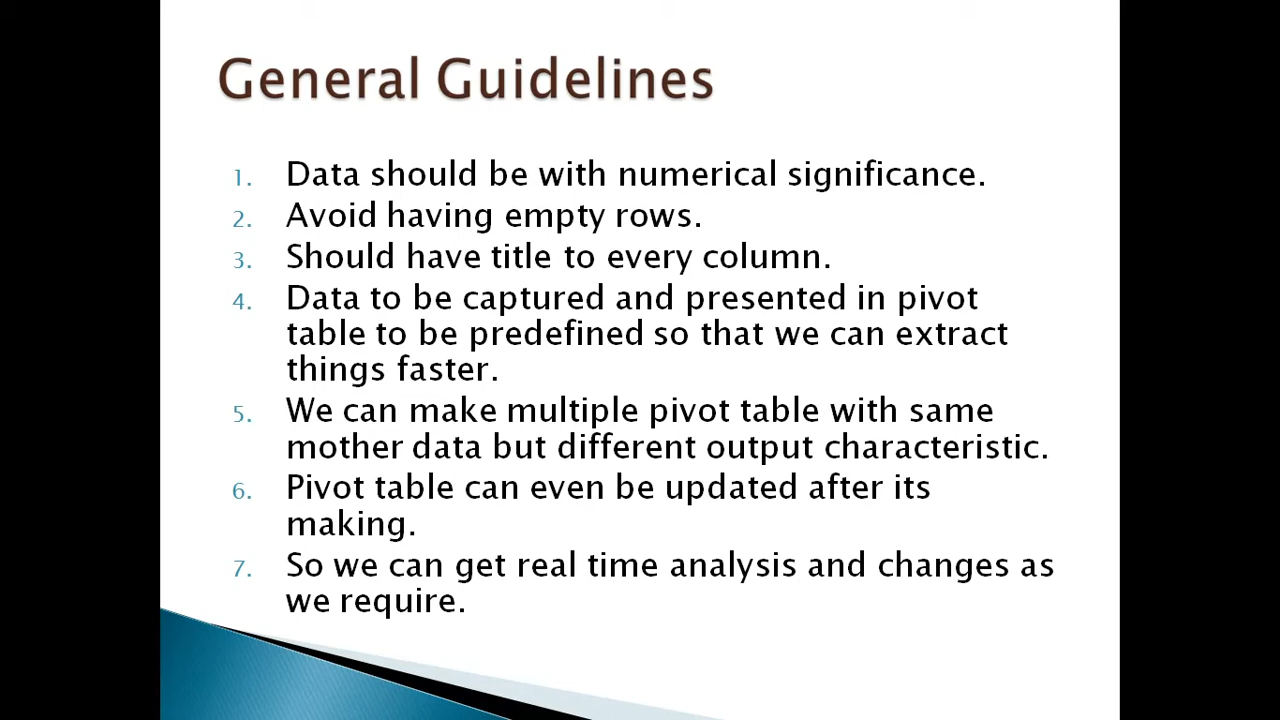 General Guidelines
1. Data should be with numerical significance.
2. Avoid having empty rows.
3. Should have title to every column.
4. Data to be captured and presented in pivot
table to be predefined so that we can extract
things faster.
5. We can make multiple pivot table with same
mother data but different output characteristic.
6. Pivot table can even be updated after its
making.
7. So we can get real time analysis and changes as
we require.